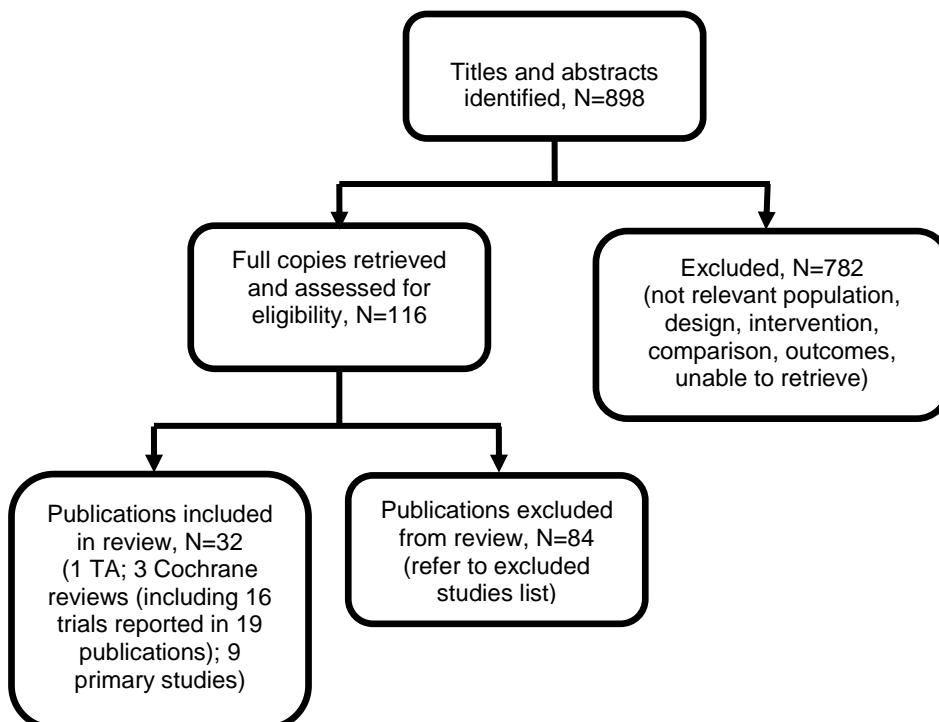 Titles and abstracts
identified, N=898
Full copies retrieved
and assessed for
eligibility, N=116
Excluded, N=782
(not relevant population,
design, intervention,
comparison, outcomes,
unable to retrieve)
Publications included
in review, N=32
(1 TA; 3 Cochrane
reviews (including 16
trials reported in 19
publications); 9
primary studies)
Publications excluded
from review, N=84
(refer to excluded
studies list)